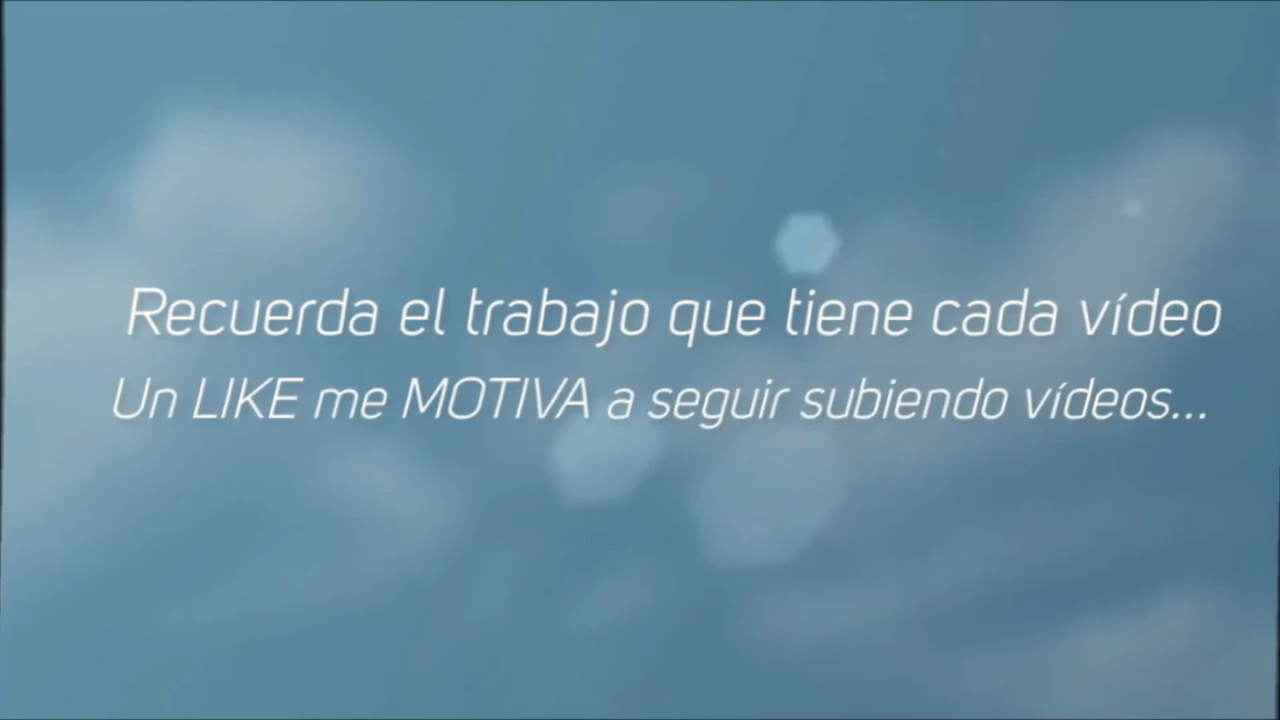 Recuerda el trabajo que tiene cada vídeo
Un LIKE me MOTIVA a seguir subiendo vídeos...